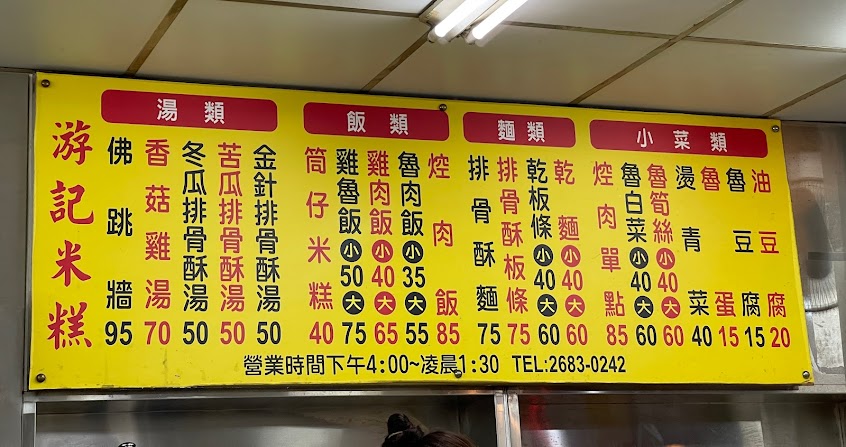 游記米糕
湯類
佛跳牆 95
香菇雞湯 70
冬瓜排骨酥湯 50
苦瓜排骨酥湯 50
金針排骨酥湯 50
飯類
筒仔米糕 40
雞魯飯 小 50 大 75
雞肉飯 小 40 大 65
魯肉飯 小 35 大 55
焢肉飯 85
麵類
排骨酥麵 75
排骨酥板條 75
乾板條 小 40 大 60
乾麵 小 40 大 60
小菜類
焢肉單點 85
魯白菜 小 40 大 60
魯筍絲 小 40 大 60
燙青菜 40
魯蛋 15
魯豆腐 15
油豆腐 20
營業時間下午4:00~凌晨1:30 TEL:2683-0242